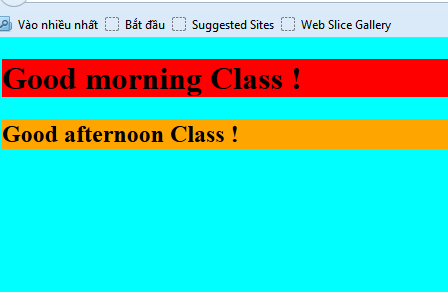 Vào nhiều nhất Bắt đầu Suggested Sites Web Slice Gallery
Good morning Class !
Good afternoon Class !